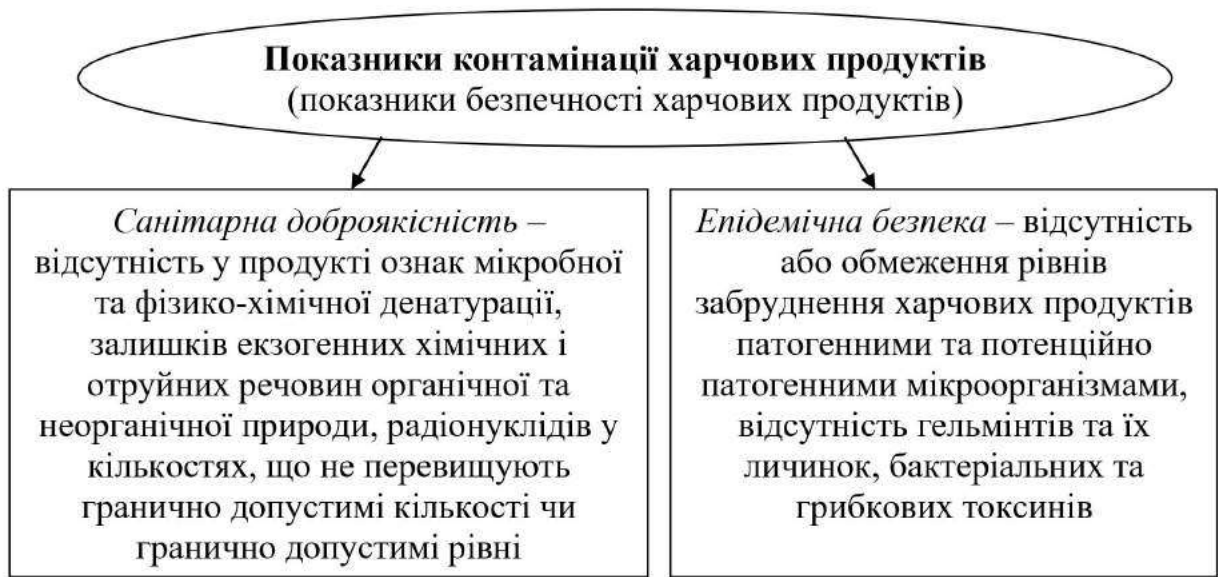 Показники контамінації харчових продуктів
(показники безпечності харчових продуктів)
Санітарна доброякісність –
відсутність у продукті ознак мікробної
та фізико-хімічної денатурації,
залишків екзогенних хімічних і
отруйних речовин органічної та
неорганічної природи, радіонуклідів у
кількостях, що не перевищують
гранично допустимі кількості чи
гранично допустимі рівні
Епідемічна безпека – відсутність
або обмеження рівнів
забруднення харчових продуктів
патогенними та потенційно
патогенними мікроорганізмами,
відсутність гельмінтів та їх
личинок, бактеріальних та
грибкових токсинів